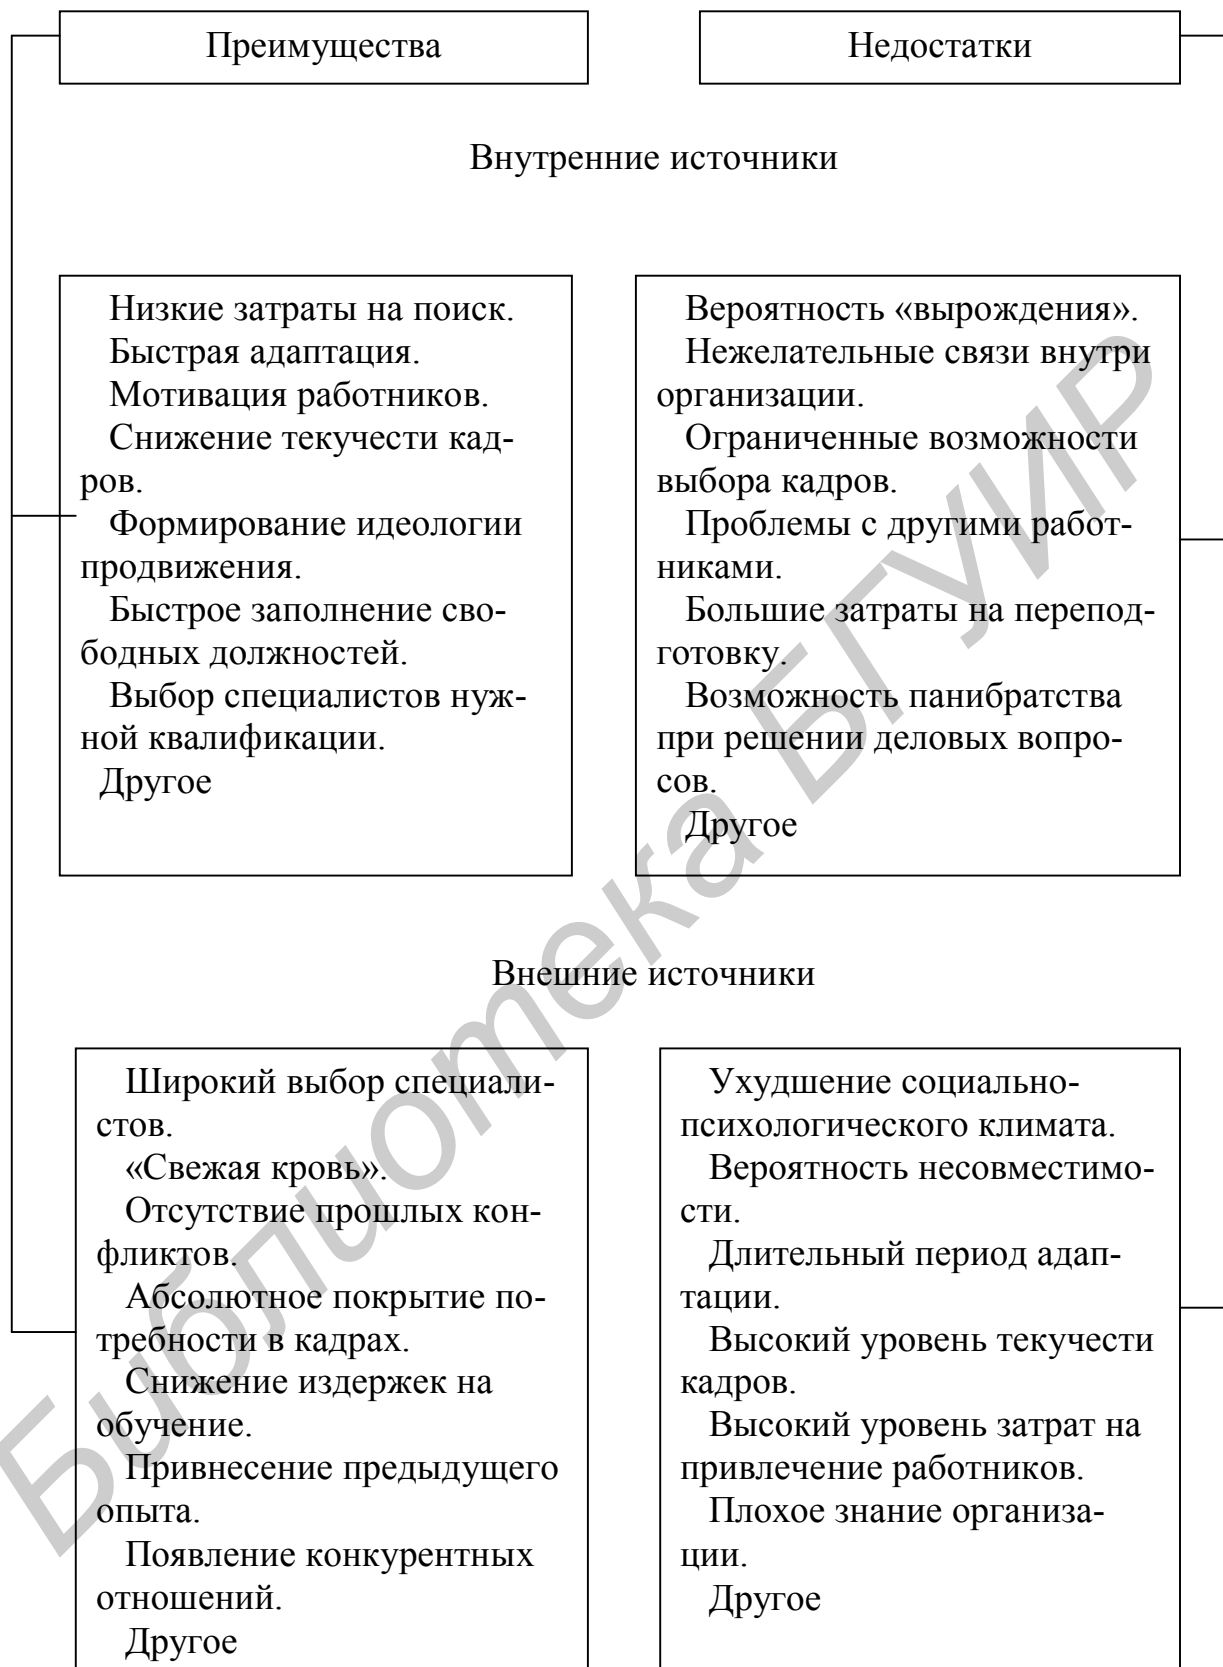 Преимущества
Недостатки
Внутренние источники
Низкие затраты на поиск.
Быстрая адаптация.
Мотивация работников.
Снижение текучести кад-
ров.
Формирование идеологии
продвижения.
Быстрое заполнение сво-
бодных должностей.
Выбор специалистов нуж-
ной квалификации.
Другое
Вероятность «вырождения».
Нежелательные связи внутри
организации.
Ограниченные возможности
выбора кадров.
Проблемы с другими работ-
никами.
Большие затраты на перепод-
готовку.
Возможность панибратства
при решении деловых вопро-
сов.
Другое
Внешние источники
Широкий выбор специали-
стов.
«Свежая кровь».
Отсутствие прошлых кон-
фликтов.
Абсолютное покрытие по-
требности в кадрах.
Снижение издержек на
обучение.
Привнесение предыдущего
опыта.
Появление конкурентных
отношений.
Другое
Ухудшение социально-
психологического климата.
Вероятность несовместимо-
сти.
Длительный период адап-
тации.
Высокий уровень текучести
кадров.
Высокий уровень затрат на
привлечение работников.
Плохое знание организа-
ции.
Другое
Библиотека БГУИР